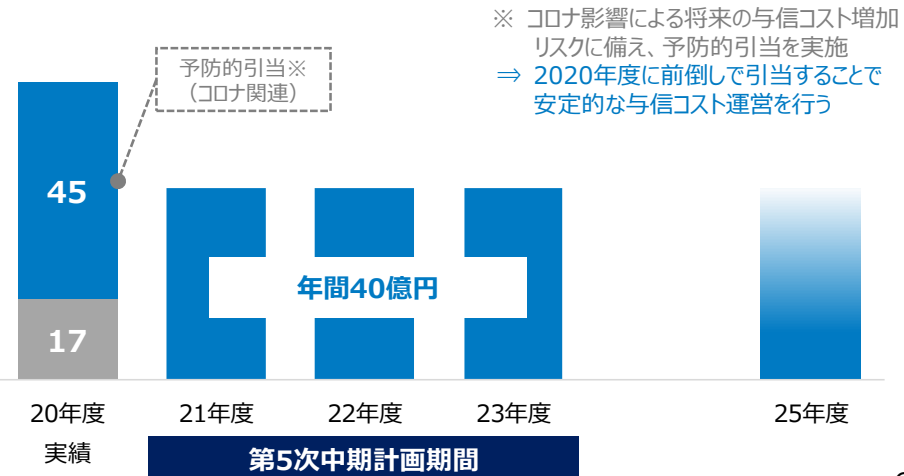 ※ コロナ影響による将来の与信コスト増加
リスクに備え、予防的引当を実施
⇒ 2020年度に前倒しで引当することで
安定的な与信コスト運営を行う
予防的引当※
（コロナ関連）
45
17
年間40億円
20年度
実績
21年度
22年度
23年度
25年度
第5次中期計画期間